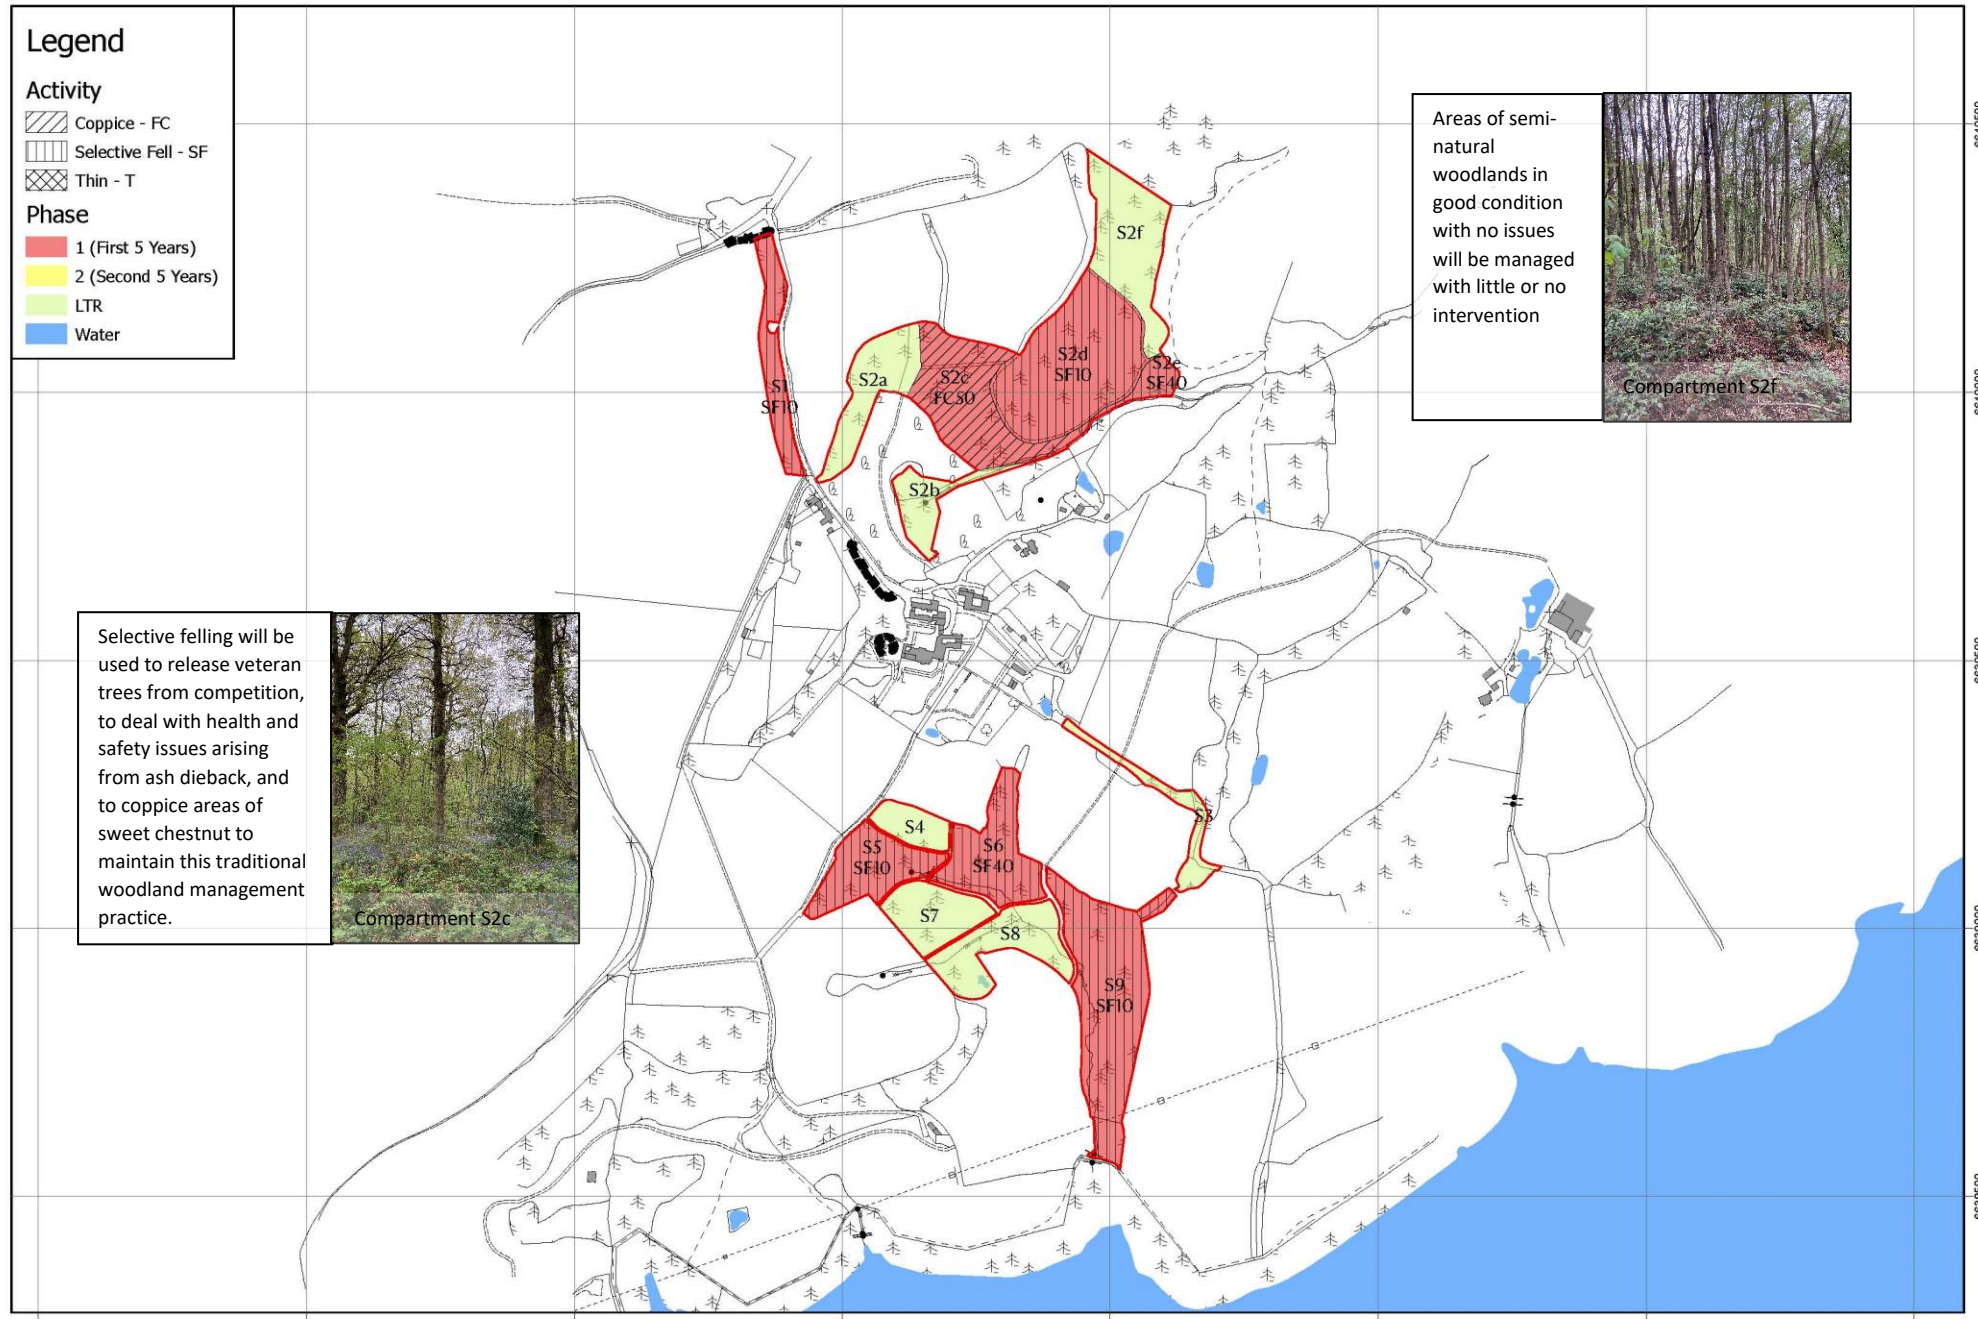 Legend
Activity
Coppice - FC
Selective Fell - SF
Thin - T
Phase
1 (First 5 Years)
2 (Second 5 Years)
LTR
Water
Areas of semi-
natural
woodlands in
good condition
with no issues
will be managed
with little or no
intervention
Compartment S2f
S2f
S1
SF10
S2a
S2c
FC30
S2d
SF10
S2e
SF40
S2b
Selective felling will be
used to release veteran
trees from competition,
to deal with health and
safety issues arising
from ash dieback, and
to coppice areas of
sweet chestnut to
maintain this traditional
woodland management
practice.
Compartment S2c
S3
S4
S5
SF10
S6
SF40
S7
S8
S9
SF10